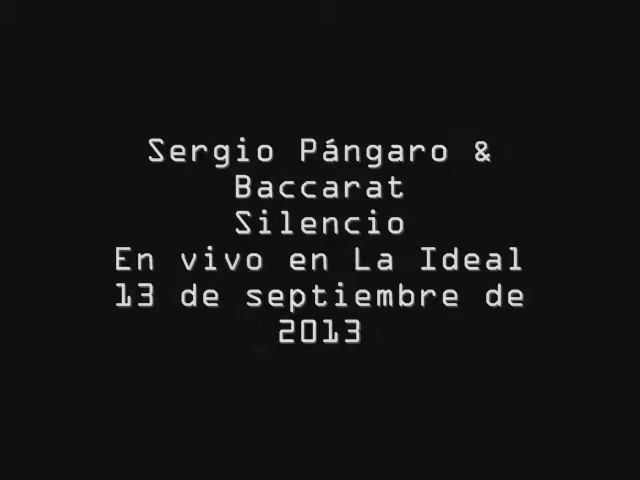 Sergio Pángaro &
Baccarat
Silencio
En vivo en La Ideal
13 de septiembre de
2013